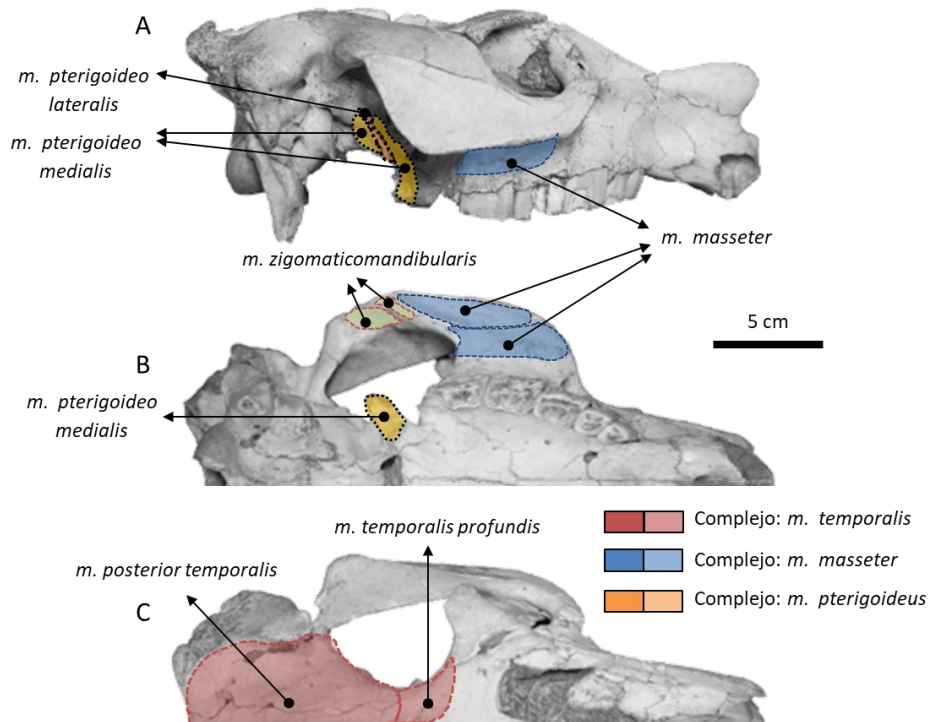 A
m. pterigoideo
lateralis
m. pterigoideo
medialis
m. masseter
m. zigomaticomandibularis
5 cm
B
m. pterigoideo
medialis
m. temporalis profundis
Complejo: m. temporalis
Complejo: m. masseter
m. posterior temporalis
Complejo: m. pterigoideus
C